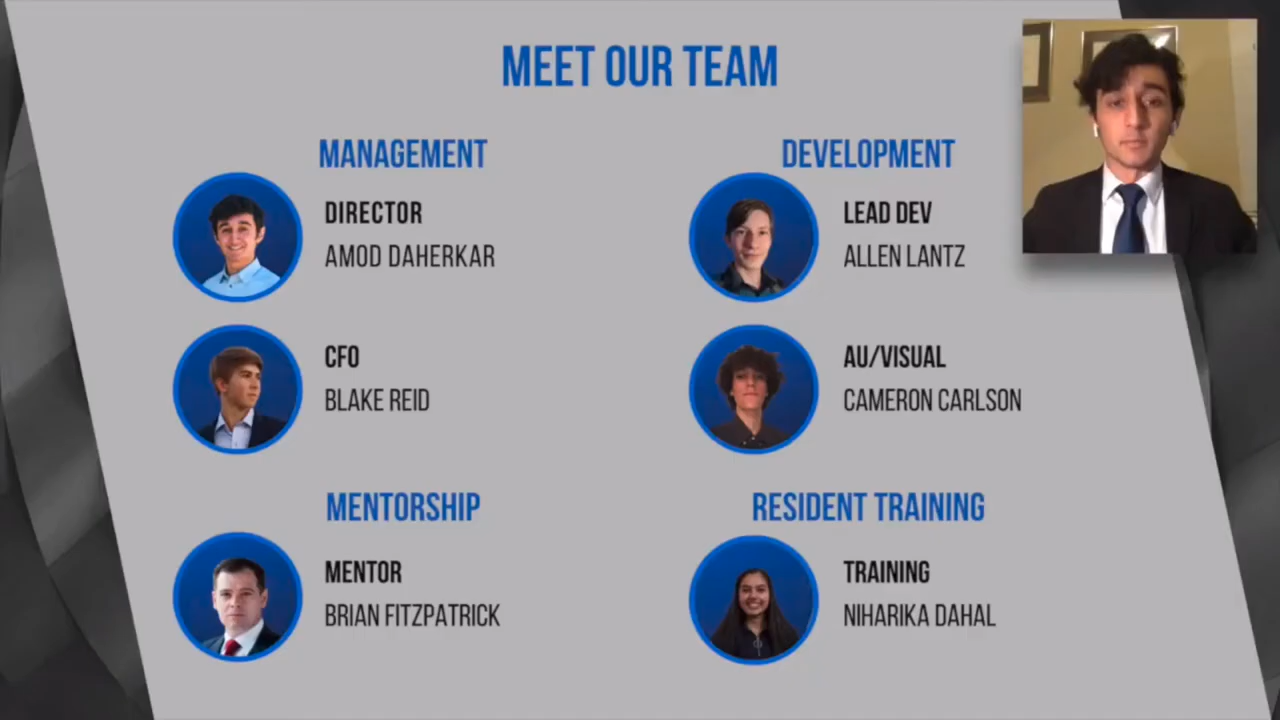 MEET OUR TEAM
MANAGEMENT
DIRECTOR
AMOD DAHERKAR
CFO
BLAKE REID
MENTORSHIP
MENTOR
BRIAN FITZPATRICK
DEVELOPMENT
LEAD DEV
ALLEN LANTZ
AU/VISUAL
CAMERON CARLSON
RESIDENT TRAINING
TRAINING
NIHARIKA DAHAL